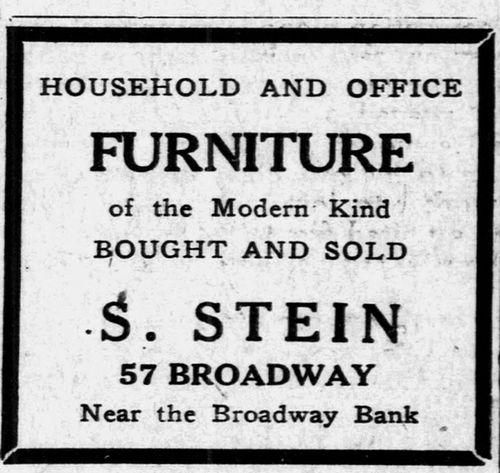 HOUSEHOLD AND OFFICE
FURNITURE
of the Modern Kind
BOUGHT AND SOLD
S. STEIN
57 BROADWAY
Near the Broadway Bank